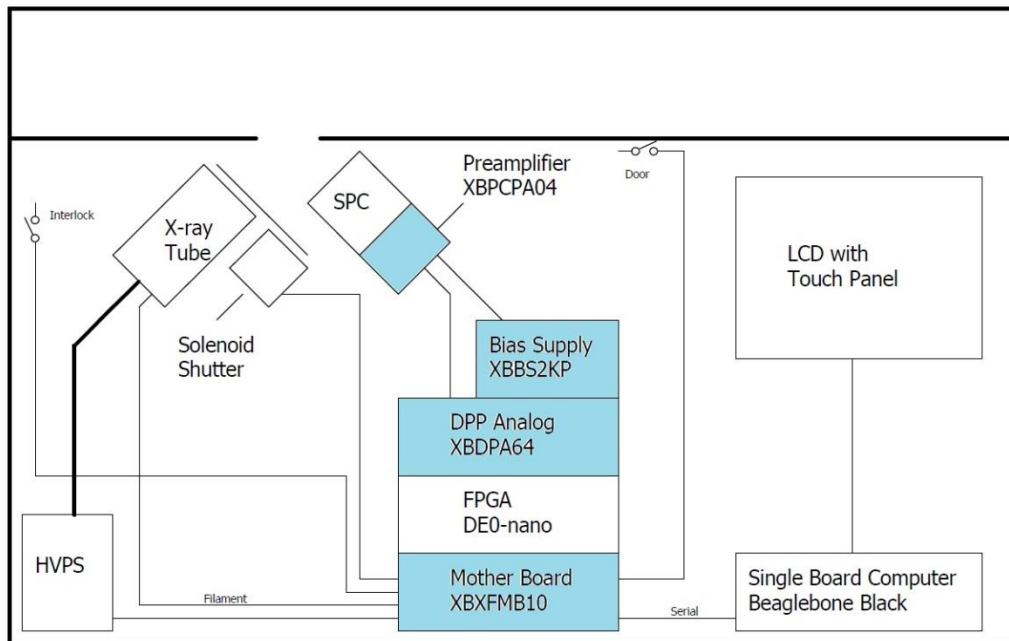 Preamplifier
XBPCPA04
SPC
Door
Interlock
X-ray
Tube
LCD with
Touch Panel
Solenoid
Shutter
Bias Supply
XBBS2KP
DPP Analog
XBDPA64
FPGA
DE0-nano
HVPS
Mother Board
XBXFMB10
Filament
Serial
Single Board Computer
Beaglebone Black